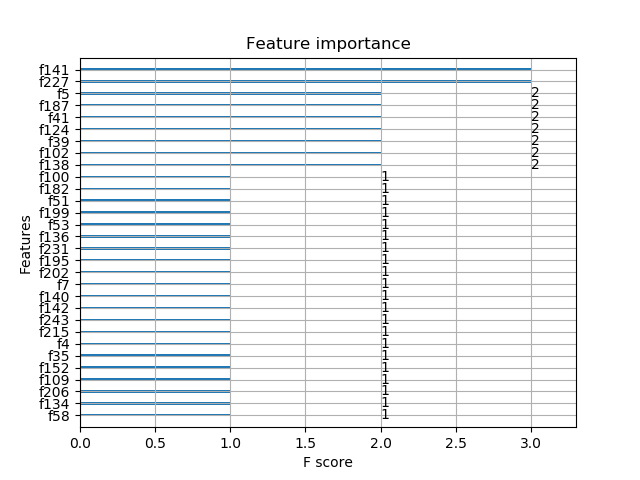 Feature importance
f141
f227
f5 2
f187 2
f41 2
f124 2
f39 2
f102 2
f138 2
f100 1
f182 1
f51 1
f199 1
f53 1
f136 1
f231 1
f195 1
f202 1
f7 1
f140 1
f142 1
f243 1
f215 1
f4 1
f35 1
f152 1
f109 1
f206 1
f134 1
f58 1
Features
0.0 0.5 1.0 1.5 2.0 2.5 3.0
F score